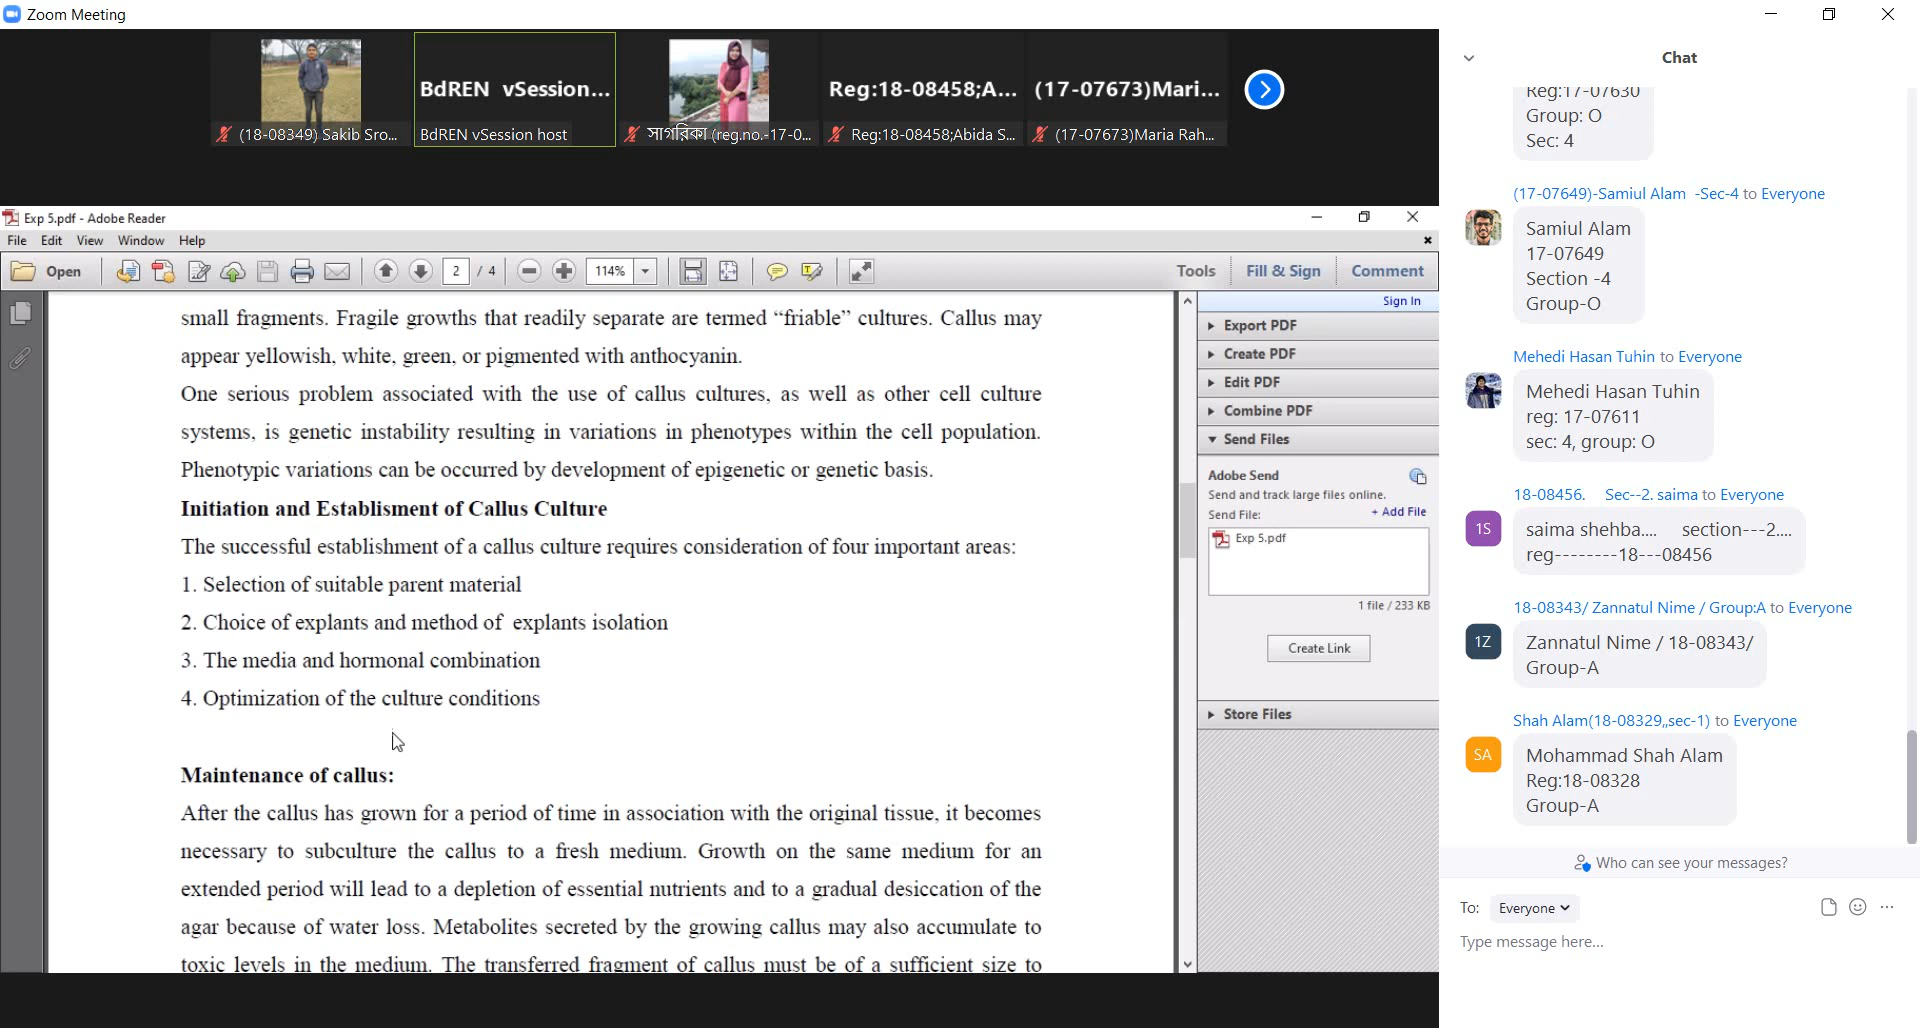 Zoom Meeting
BdREN vSession...
Reg:18-08458;A...
(17-07673)Mari...
(18-08349) Sakib Sro...
BdREN vSession host
সাগরিকা (reg.no.-17-0...
Reg:18-08458;Abida S...
(17-07673)Maria Rah...
Exp 5.pdf - Adobe Reader
File Edit View Window Help
Open
2 / 4
114%
Tools
Fill & Sign
Comment
small fragments. Fragile growths that readily separate are termed “friable” cultures. Callus may
appear yellowish, white, green, or pigmented with anthocyanin.
One serious problem associated with the use of callus cultures, as well as other cell culture
systems, is genetic instability resulting in variations in phenotypes within the cell population.
Phenotypic variations can be occurred by development of epigenetic or genetic basis.
Initiation and Establisment of Callus Culture
The successful establishment of a callus culture requires consideration of four important areas:
1. Selection of suitable parent material
2. Choice of explants and method of explants isolation
3. The media and hormonal combination
4. Optimization of the culture conditions
Maintenance of callus:
After the callus has grown for a period of time in association with the original tissue, it becomes
necessary to subculture the callus to a fresh medium. Growth on the same medium for an
extended period will lead to a depletion of essential nutrients and to a gradual desiccation of the
agar because of water loss. Metabolites secreted by the growing callus may also accumulate to
toxic levels in the medium. The transferred fragment of callus must be of a sufficient size to
Sign In
Export PDF
Create PDF
Edit PDF
Combine PDF
Send Files
Adobe Send
Send and track large files online.
Send File:
+ Add File
Exp 5.pdf
1 file / 233 KB
Create Link
Store Files
Chat
Reg:17-07630
Group: O
Sec: 4
(17-07649)-Samiul Alam -Sec-4 to Everyone
Samiul Alam
17-07649
Section -4
Group-O
Mehedi Hasan Tuhin to Everyone
Mehedi Hasan Tuhin
reg: 17-07611
sec: 4, group: O
18-08456. Sec--2. saima to Everyone
1S
saima shehba.... section---2....
reg--------18---08456
18-08343/ Zannatul Nime / Group:A to Everyone
1Z
Zannatul Nime / 18-08343/
Group-A
Shah Alam(18-08329,,sec-1) to Everyone
SA
Mohammad Shah Alam
Reg:18-08328
Group-A
Who can see your messages?
To: Everyone
Type message here...